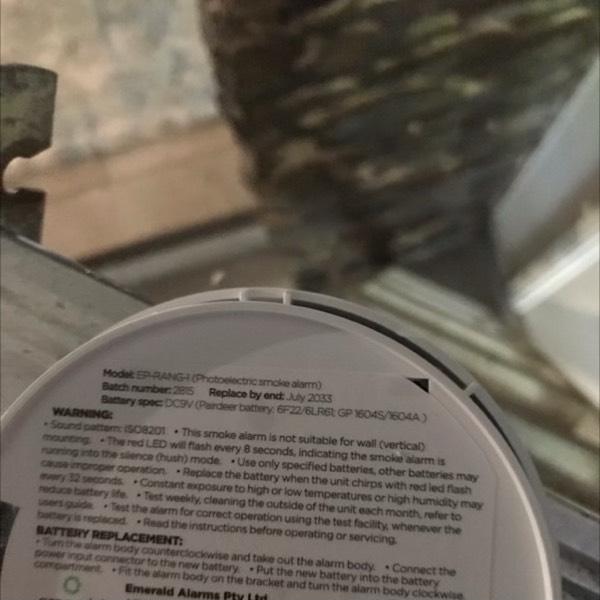 Model: EP-RANG-1 (Photoelectric smoke alarm)
Batch number: 2815 Replace by end: July 2033
Battery spec: DC9V (Pairdeer battery: 6F22/6LR61; GP 1604S/1604A )
WARNING:
• Sound pattern: ISO8201 • This smoke alarm is not suitable for wall (vertical)
mounting. • The red LED will flash every 8 seconds, indicating the smoke alarm is
running into the silence (hush) mode. • Use only specified batteries, other batteries may
cause improper operation. • Replace the battery when the unit chirps with red led flash
every 32 seconds. • Constant exposure to high or low temperatures or high humidity may
reduce battery life. • Test weekly, cleaning the outside of the unit each month, refer to
users guide. • Test the alarm for correct operation using the test facility, whenever the
battery is replaced. • Read the instructions before operating or servicing.
BATTERY REPLACEMENT:
• Turn the alarm body counterclockwise and take out the alarm body. • Connect the
power input connector to the new battery. • Put the new battery into the battery
compartment. • Fit the alarm body on the bracket and turn the alarm body clockwise.
Emerald Alarms Pty Ltd